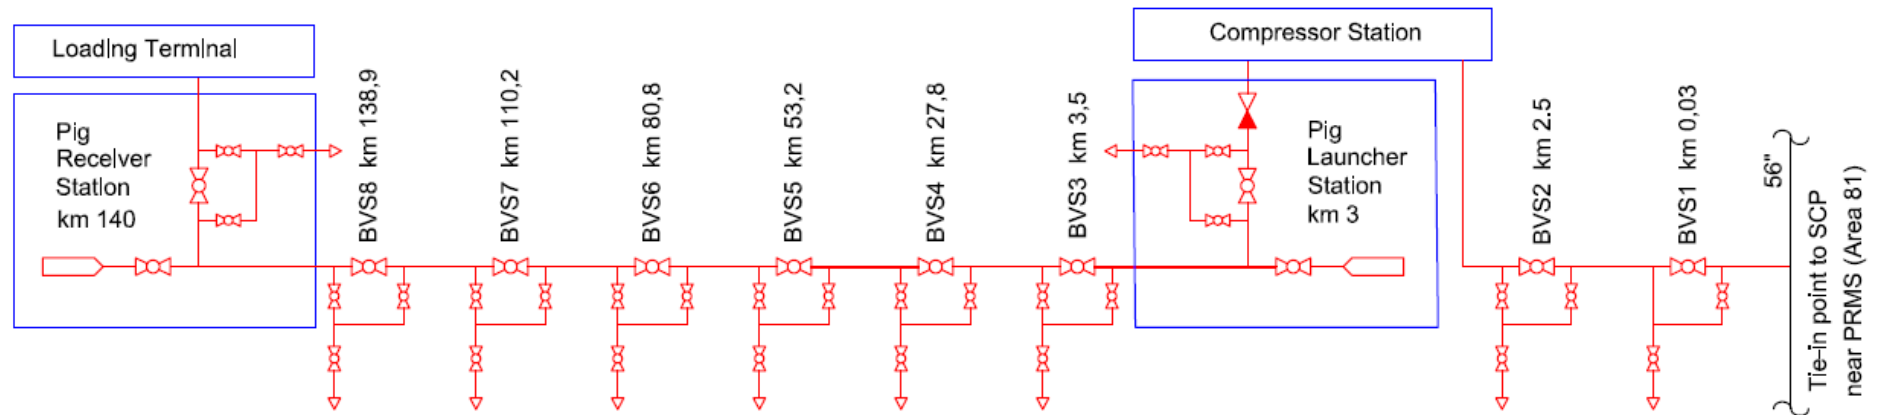 Loading Terminal
Compressor Station
Pig
Receiver
Station
km 140
BVS8 km 138,9
BVS7 km 110,2
BVS6 km 80,8
BVS5 km 53,2
BVS4 km 27,8
BVS3 km 3,5
Pig
Launcher
Station
km 3
BVS2 km 2.5
BVS1 km 0,03
56"
Tie-in point to SCP
near PRMS (Area 81)